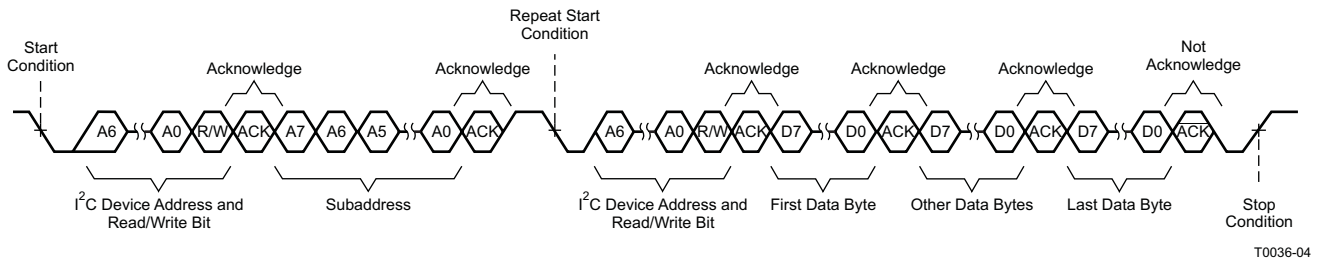 Repeat Start
Condition
Start
Condition
Not
Acknowledge
Acknowledge
Acknowledge
Acknowledge
Acknowledge
Acknowledge
A6 A0 R/W ACK A7 A6 A5 A0 ACK A6 A0 R/W ACK D7 D0 ACK D7 D0 ACK D7 D0 ACK
I²C Device Address and
Read/Write Bit
Subaddress
I²C Device Address and
Read/Write Bit
First Data Byte
Other Data Bytes
Last Data Byte
Stop
Condition
T0036-04